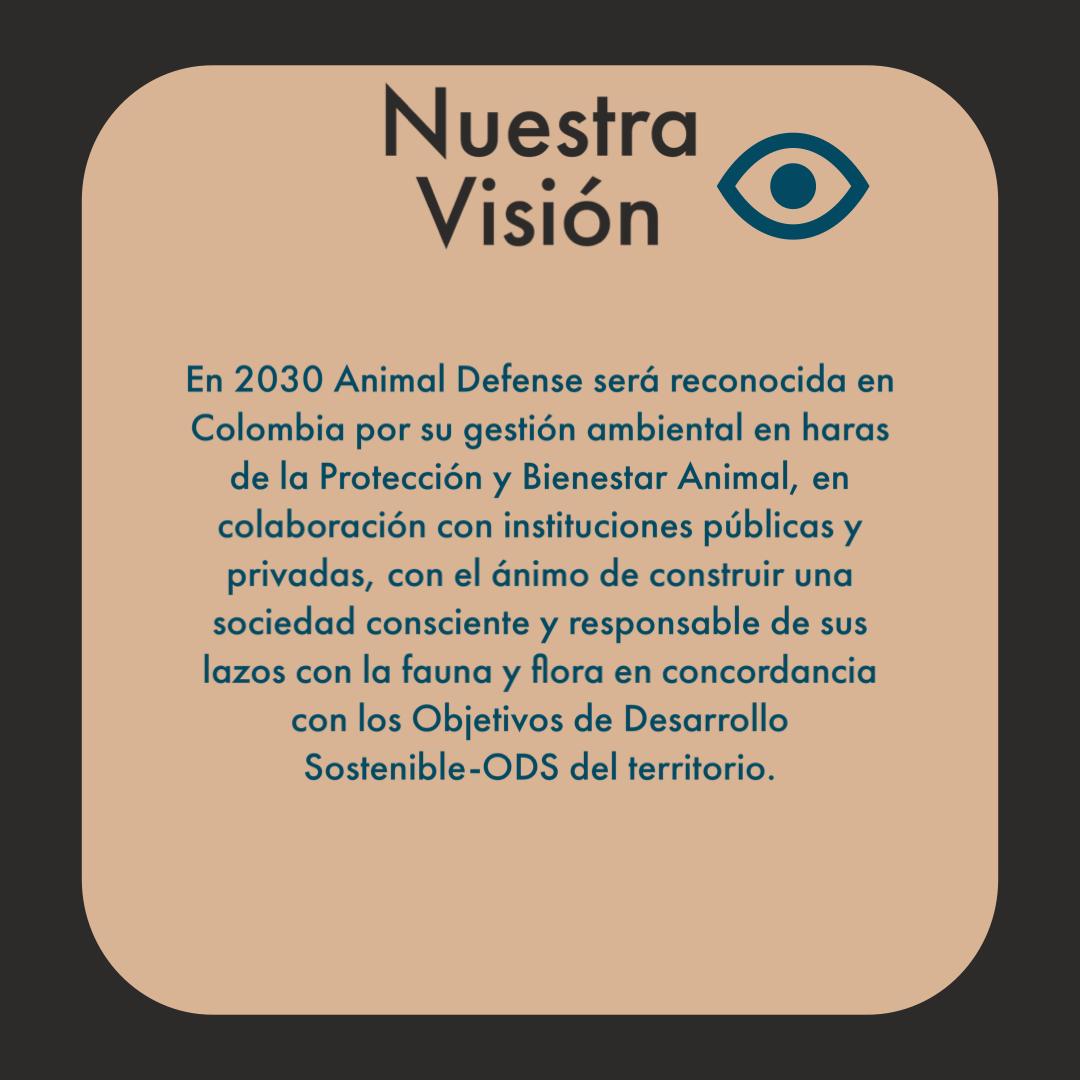 Nuestra
Visión
En 2030 Animal Defense será reconocida en
Colombia por su gestión ambiental en haras
de la Protección y Bienestar Animal, en
colaboración con instituciones públicas y
privadas, con el ánimo de construir una
sociedad consciente y responsable de sus
lazos con la fauna y flora en concordancia
con los Objetivos de Desarrollo
Sostenible-ODS del territorio.